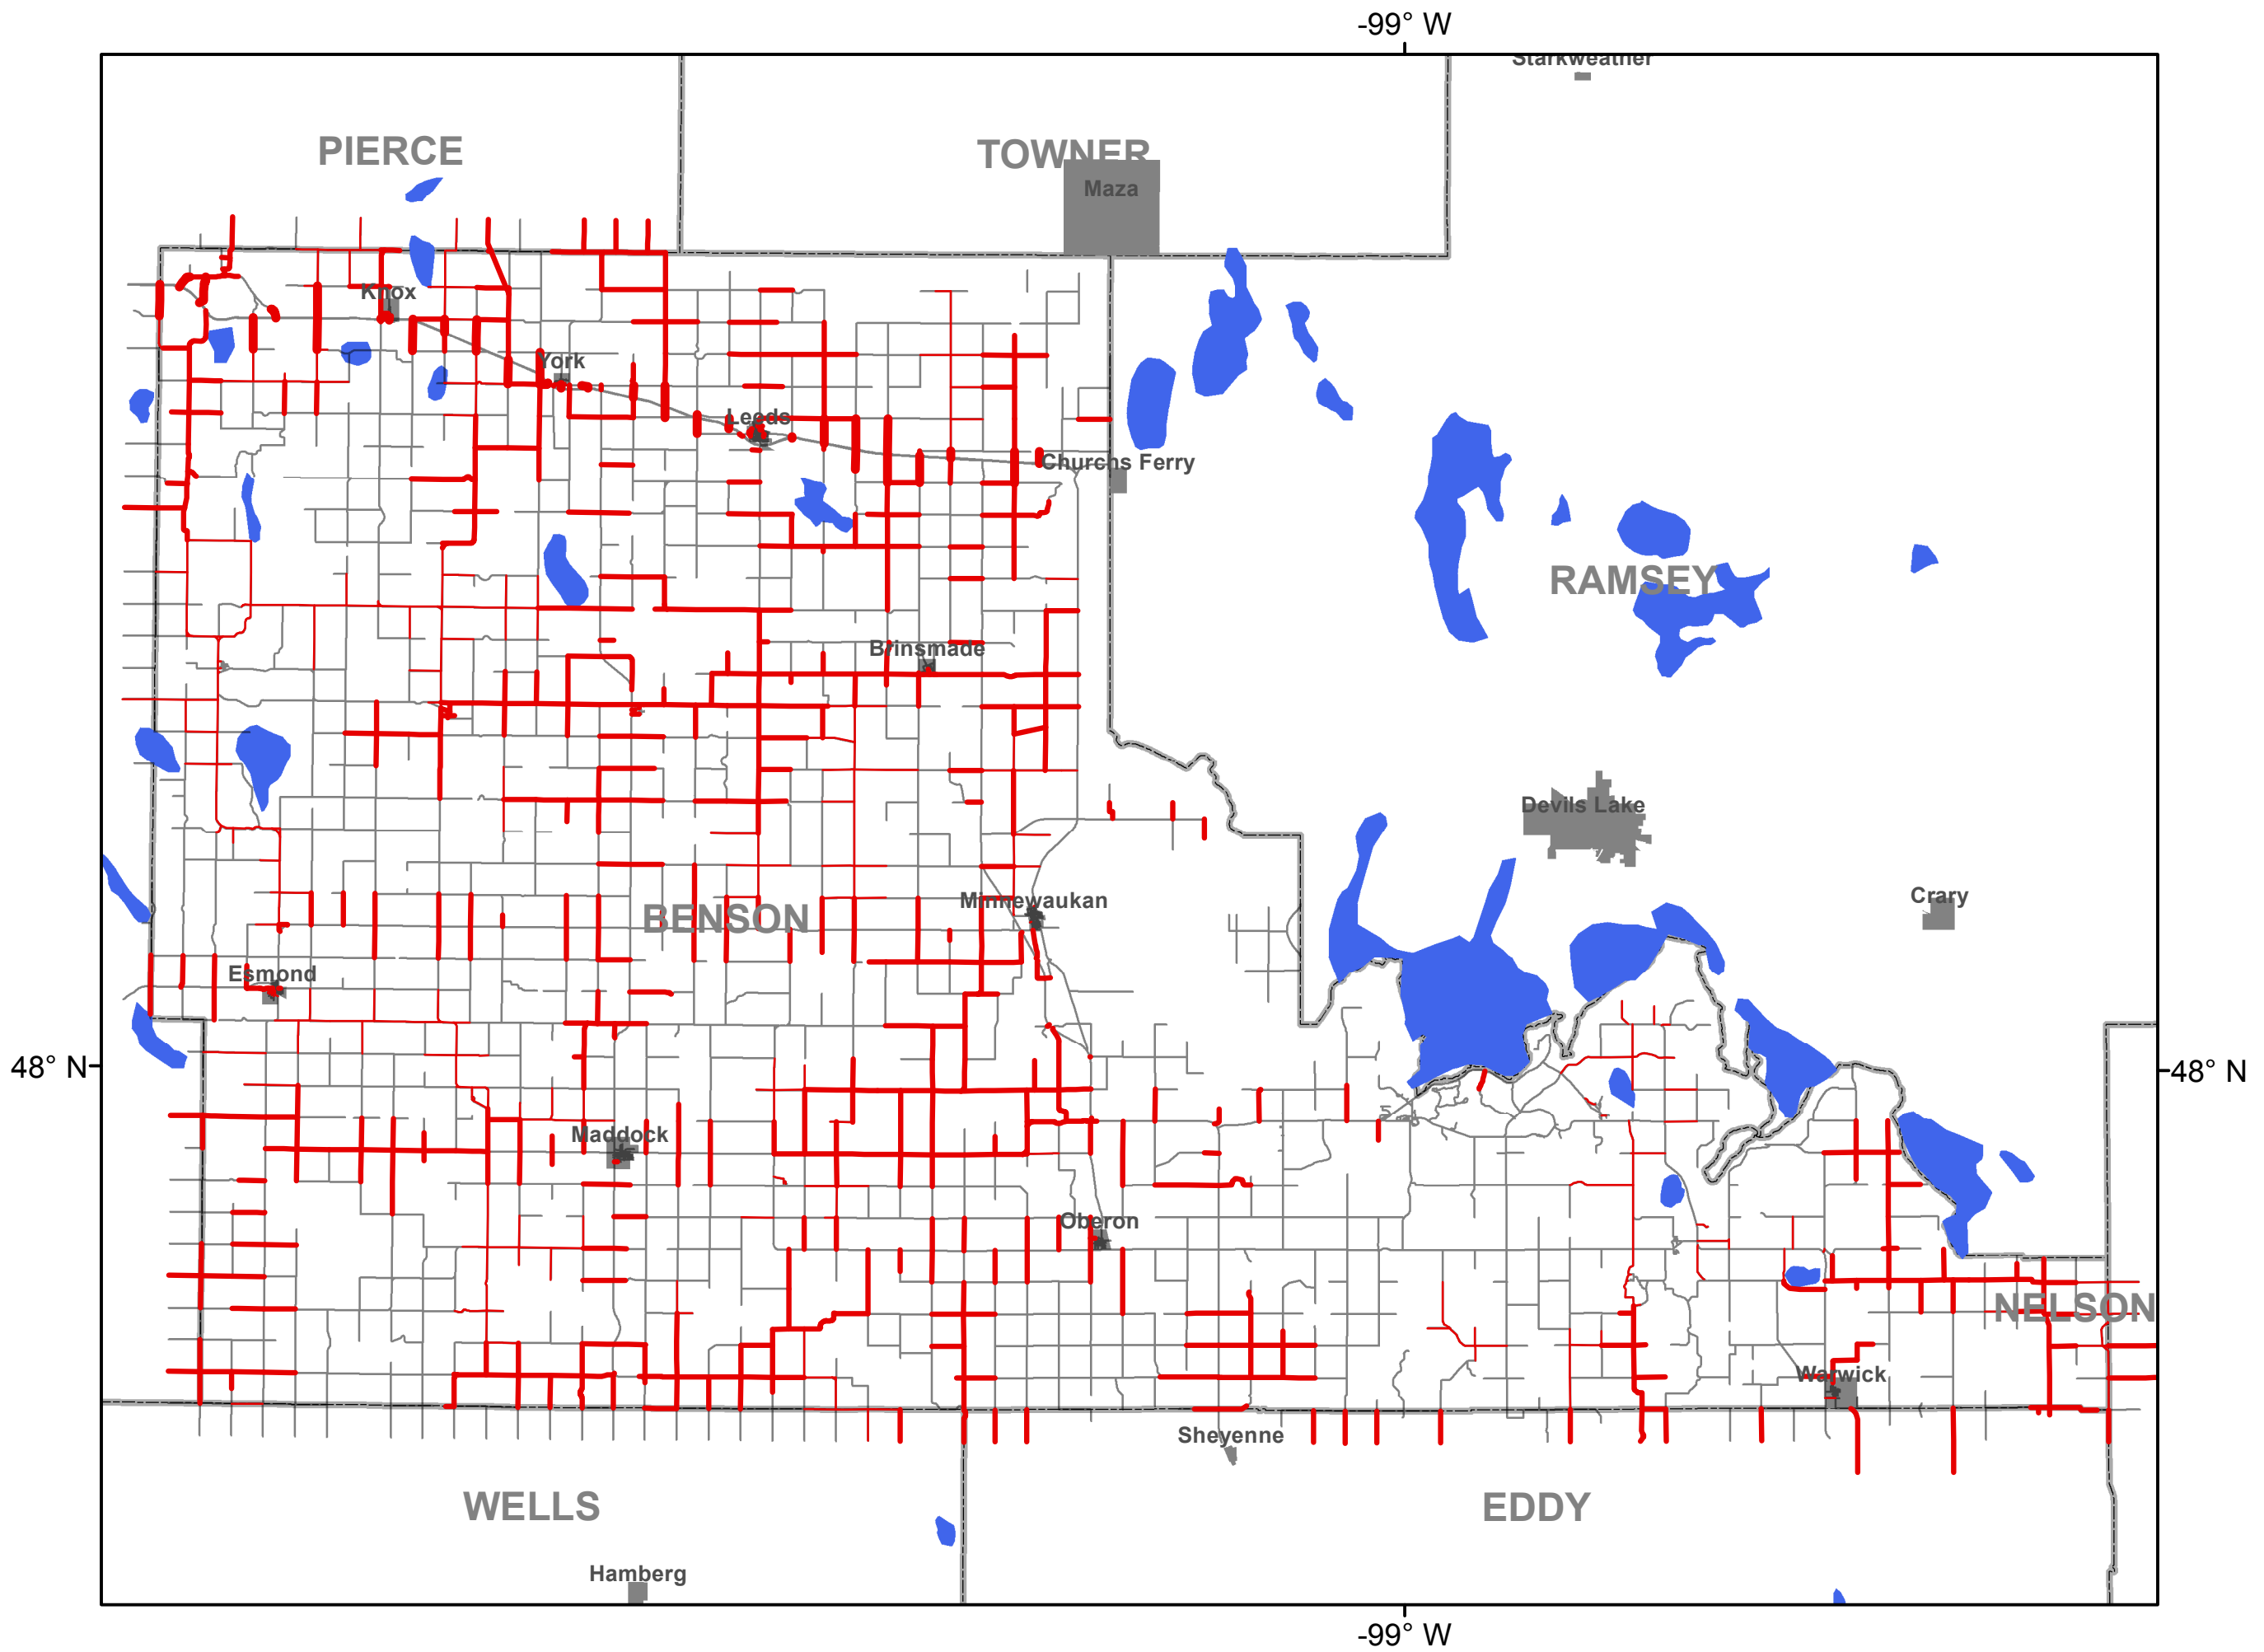 -99° W
Starkweather
PIERCE
TOWNER
Maza
Knox
York
Leeds
Churchs Ferry
RAMSEY
Brinsmade
Devils Lake
Crary
Minnewaukan
BENSON
Esmond
48° N
48° N
Maddock
Oberon
NELSON
Warwick
Sheyenne
WELLS
EDDY
Hamberg
-99° W